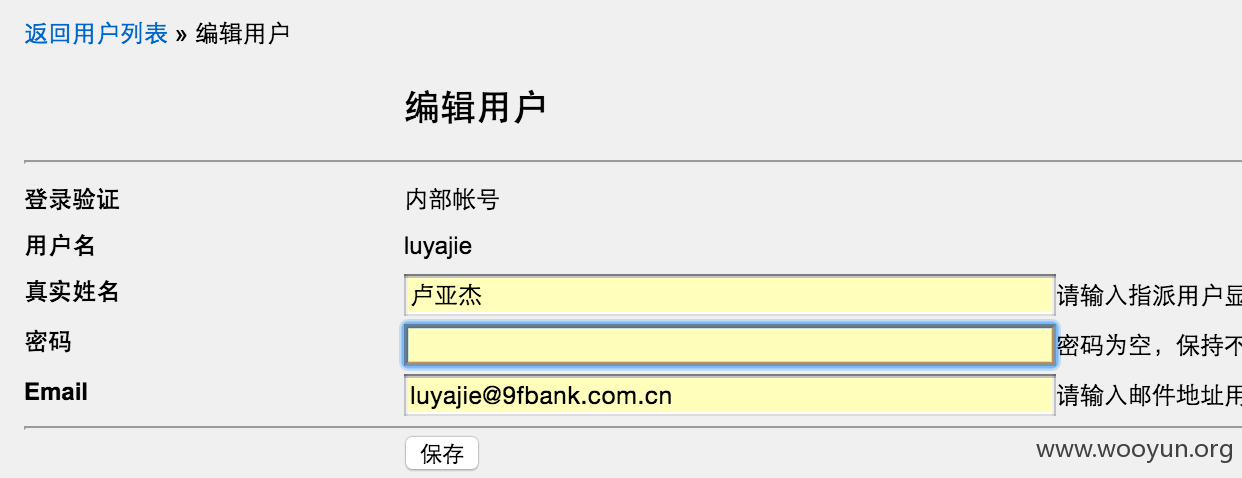 返回用户列表 » 编辑用户
编辑用户
登录验证 内部帐号
用户名 luyajie
真实姓名 卢亚杰 请输入指派用户显
密码 密码为空，保持不
Email luyajie@9fbank.com.cn 请输入邮件地址用
保存
www.wooyun.org